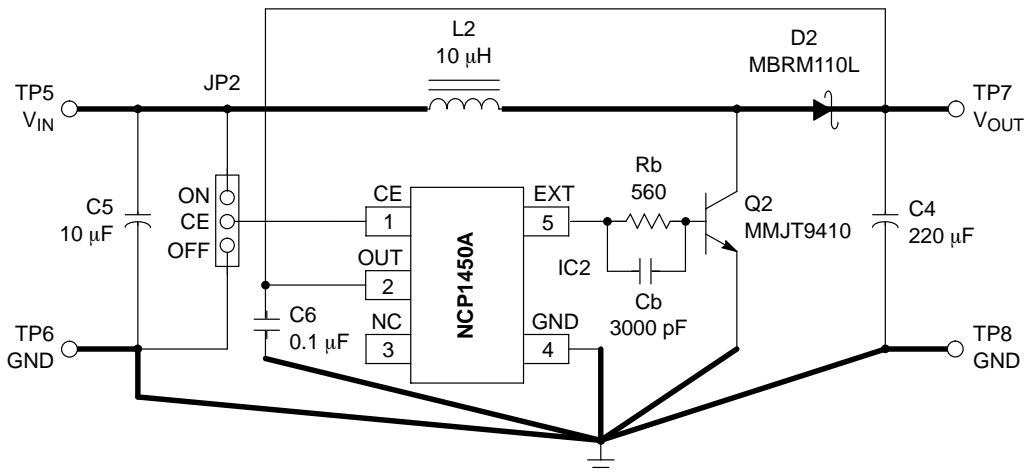 L2
10 μH
D2
MBRM110L
JP2
TP5
VIN
TP7
VOUT
ON
CE
OFF
C5
10 μF
CE
1
OUT
2
NC
3
NCP1450A
EXT
5
GND
4
Rb
560
IC2
Cb
3000 pF
Q2
MMJT9410
C4
220 μF
C6
0.1 μF
TP6
GND
TP8
GND